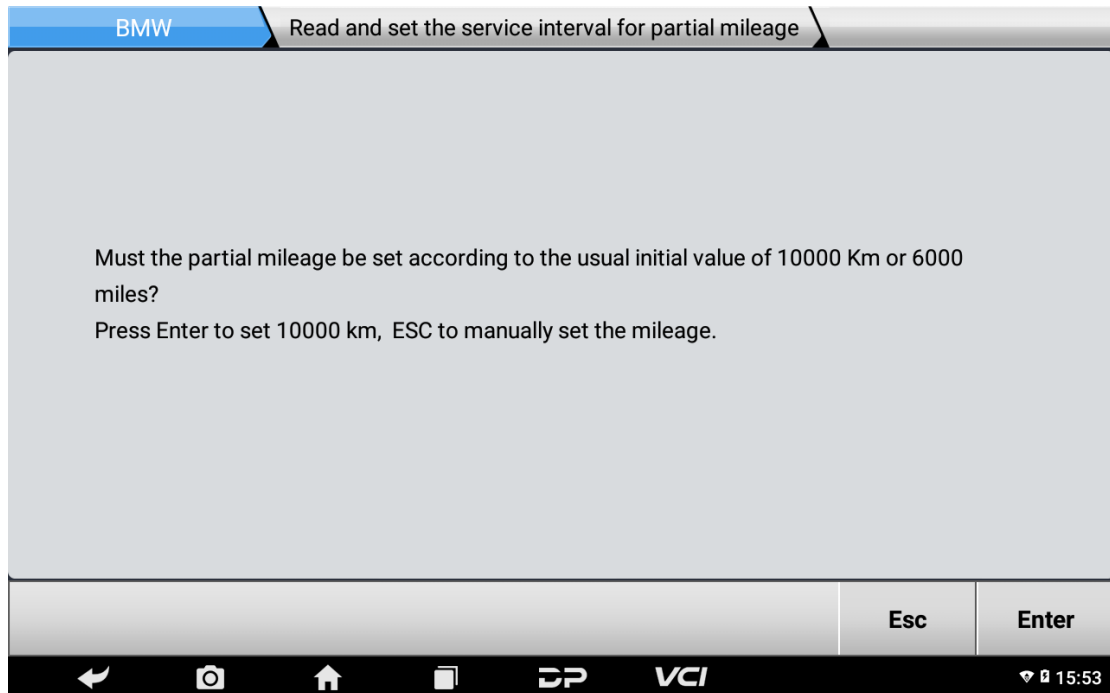 BMW
Read and set the service interval for partial mileage
Must the partial mileage be set according to the usual initial value of 10000 Km or 6000
miles?
Press Enter to set 10000 km,  ESC to manually set the mileage.
Esc
Enter
DP
VCI
15:53